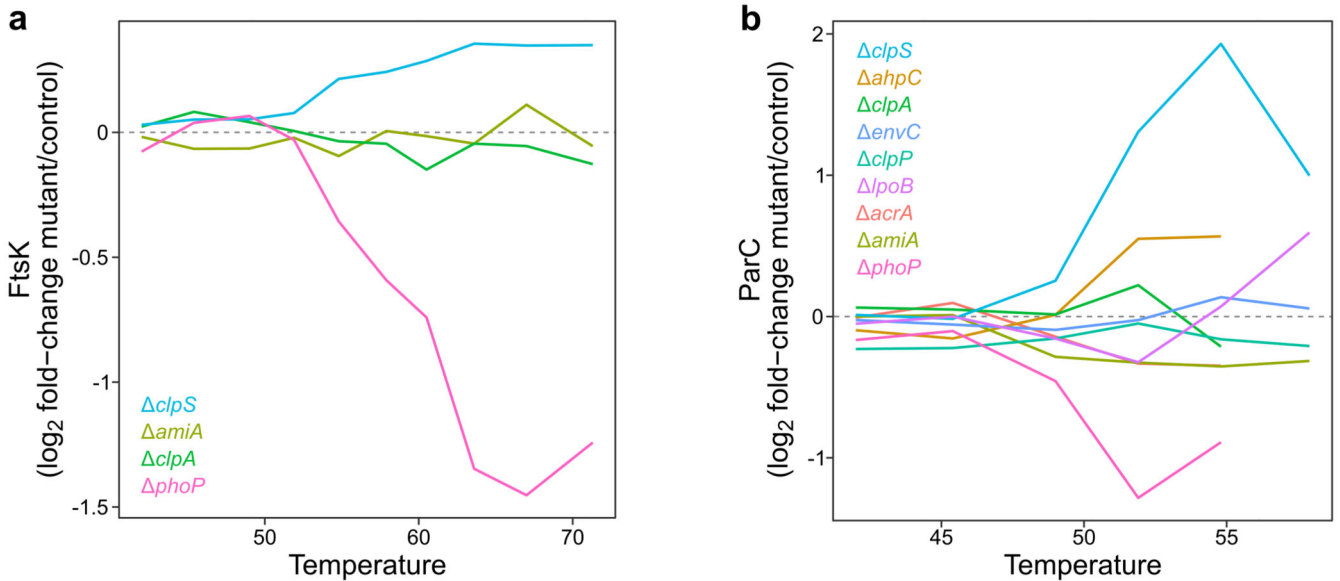 a
FtsK
(log2 fold−change mutant/control)
0
-0.5
-1
-1.5
ΔclpS
ΔamiA
ΔclpA
ΔphoP
50
60
70
Temperature
b
ParC
(log2 fold−change mutant/control)
2
1
0
-1
ΔclpS
ΔahpC
ΔclpA
ΔenvC
ΔclpP
ΔlpoB
ΔacrA
ΔamiA
ΔphoP
45
50
55
Temperature